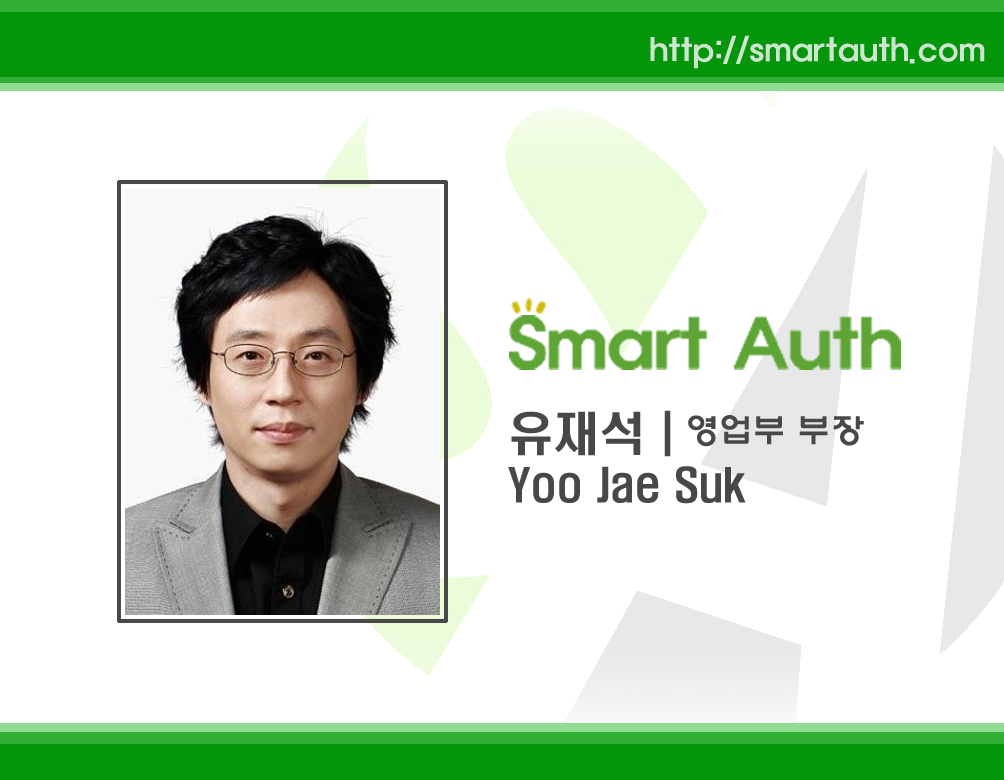 http://smartauth.com
Smart Auth
유재석 | 영업부 부장
Yoo Jae Suk